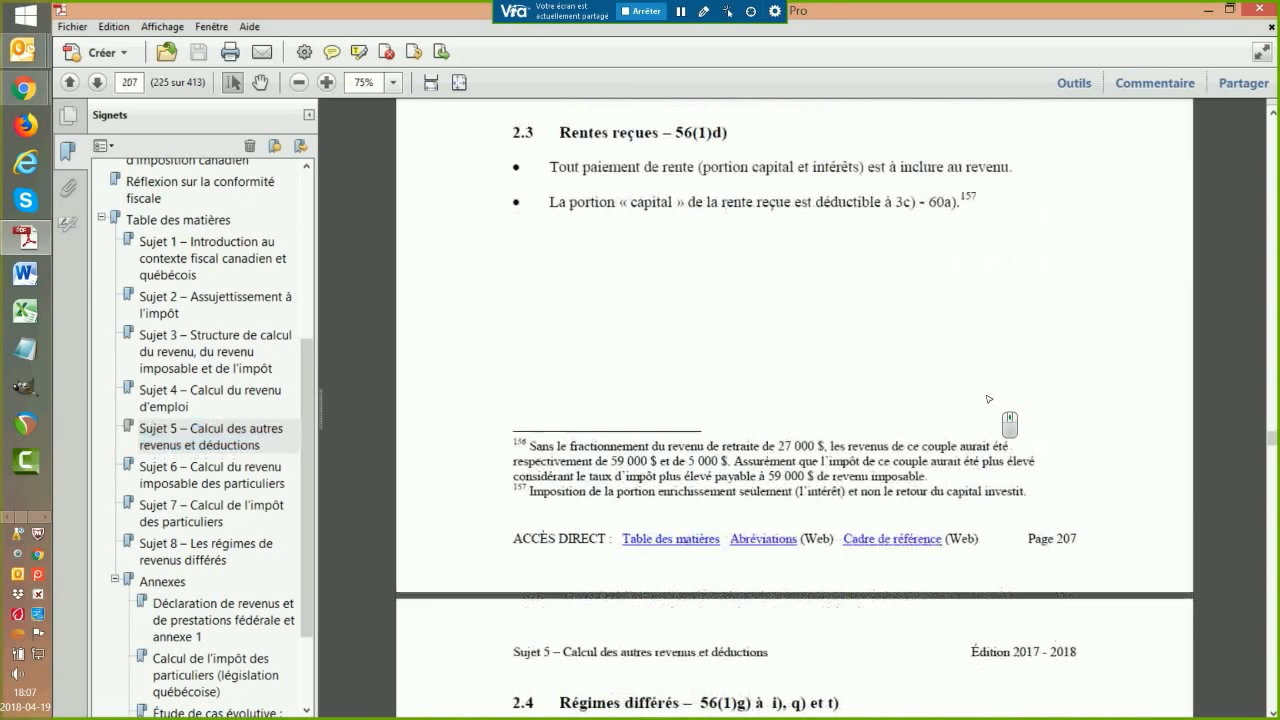 Votre écran est
actuellement partagé
Arrêter
Pro
Fichier Edition Affichage Fenêtre Aide
Créer
207 (225 sur 413) 75% Outils Commentaire Partager
Signets
d'imposition canadien
Réflexion sur la conformité
fiscale
Table des matières
Sujet 1 – Introduction au
contexte fiscal canadien et
québécois
Sujet 2 – Assujettissement à
l'impôt
Sujet 3 – Structure de calcul
du revenu, du revenu
imposable et de l'impôt
Sujet 4 – Calcul du revenu
d'emploi
Sujet 5 – Calcul des autres
revenus et déductions
Sujet 6 – Calcul du revenu
imposable des particuliers
Sujet 7 – Calcul de l'impôt
des particuliers
Sujet 8 – Les régimes de
revenus différés
Annexes
Déclaration de revenus et
de prestations fédérale et
annexe 1
Calcul de l'impôt des
particuliers (législation
québécoise)
Étude de cas évolutive :
2.3 Rentes reçues – 56(1)d)
• Tout paiement de rente (portion capital et intérêts) est à inclure au revenu.
• La portion « capital » de la rente reçue est déductible à 3c) - 60a).157
156 Sans le fractionnement du revenu de retraite de 27 000 $, les revenus de ce couple aurait été
respectivement de 59 000 $ et de 5 000 $. Assurément que l'impôt de ce couple aurait été plus élevé
considérant le taux d'impôt plus élevé payable à 59 000 $ de revenu imposable.
157 Imposition de la portion enrichissement seulement (l'intérêt) et non le retour du capital investit.
ACCÈS DIRECT : Table des matières Abréviations (Web) Cadre de référence (Web) Page 207
Sujet 5 – Calcul des autres revenus et déductions Édition 2017 - 2018
2.4 Régimes différés – 56(1)g) à i), q) et t)
18:07
2018-04-19